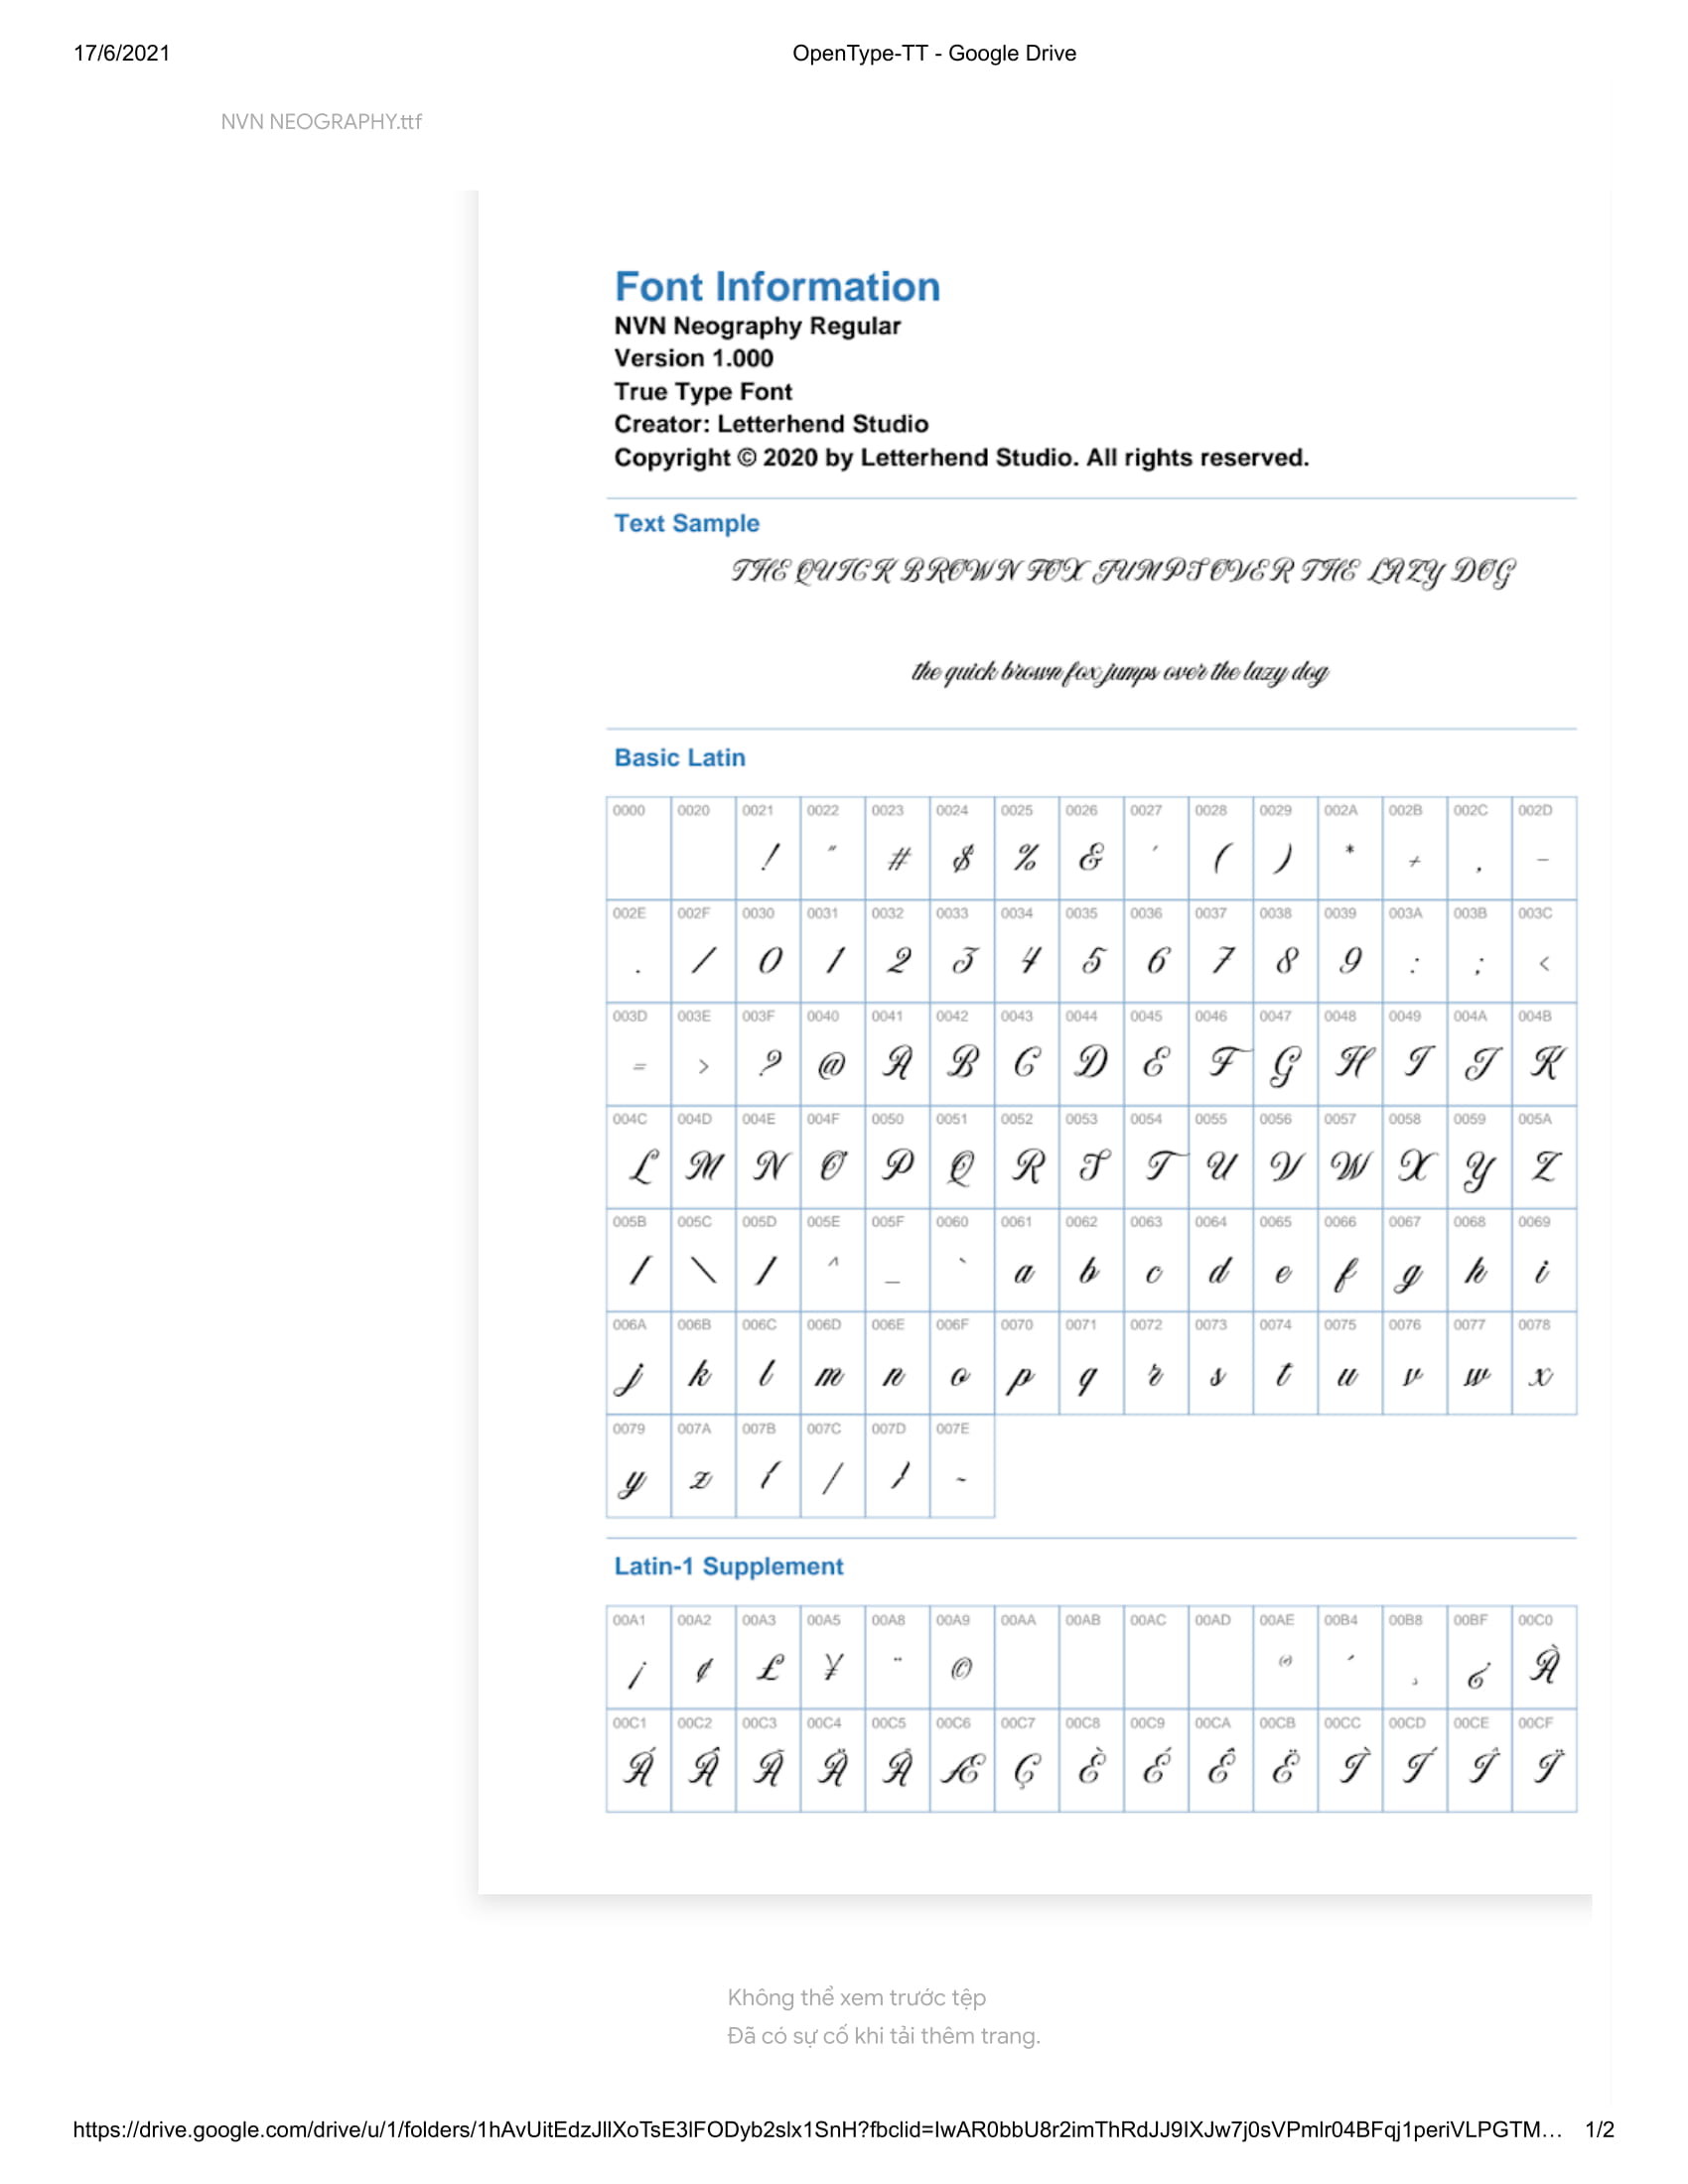 17/6/2021 OpenType-TT - Google Drive
NVN NEOGRAPHY.ttf
Font Information
NVN Neography Regular
Version 1.000
True Type Font
Creator: Letterhend Studio
Copyright © 2020 by Letterhend Studio. All rights reserved.
Text Sample
THE QUICK BROWN FOX JUMPS OVER THE LAZY DOG
the quick brown fox jumps over the lazy dog
Basic Latin
0000 0020 0021 0022 0023 0024 0025 0026 0027 0028 0029 002A 002B 002C 002D
! " # $ % & ' ( ) * + , -
002E 002F 0030 0031 0032 0033 0034 0035 0036 0037 0038 0039 003A 003B 003C
. / 0 1 2 3 4 5 6 7 8 9 : ; <
003D 003E 003F 0040 0041 0042 0043 0044 0045 0046 0047 0048 0049 004A 004B
= > ? @ A B C D E F G H I J K
004C 004D 004E 004F 0050 0051 0052 0053 0054 0055 0056 0057 0058 0059 005A
L M N O P Q R S T U V W X Y Z
005B 005C 005D 005E 005F 0060 0061 0062 0063 0064 0065 0066 0067 0068 0069
[ \ ] ^ _ ` a b c d e f g h i
006A 006B 006C 006D 006E 006F 0070 0071 0072 0073 0074 0075 0076 0077 0078
j k l m n o p q r s t u v w x
0079 007A 007B 007C 007D 007E
y z { | } ~
Latin-1 Supplement
00A1 00A2 00A3 00A5 00A8 00A9 00AA 00AB 00AC 00AD 00AE 00B4 00B8 00BF 00C0
¡ ¢ £ ¥ ¨ © ® ´ ¸ ¿ À
00C1 00C2 00C3 00C4 00C5 00C6 00C7 00C8 00C9 00CA 00CB 00CC 00CD 00CE 00CF
Á Â Ã Ä Å Æ Ç È É Ê Ë Ì Í Î Ï
Không thể xem trước tệp
Đã có sự cố khi tải thêm trang.
https://drive.google.com/drive/u/1/folders/1hAvUitEdzJllXoTsE3lFODyb2slx1SnH?fbclid=IwAR0bbU8r2imThRdJJ9IXJw7j0sVPmlr04BFqj1periVLPGTM… 1/2